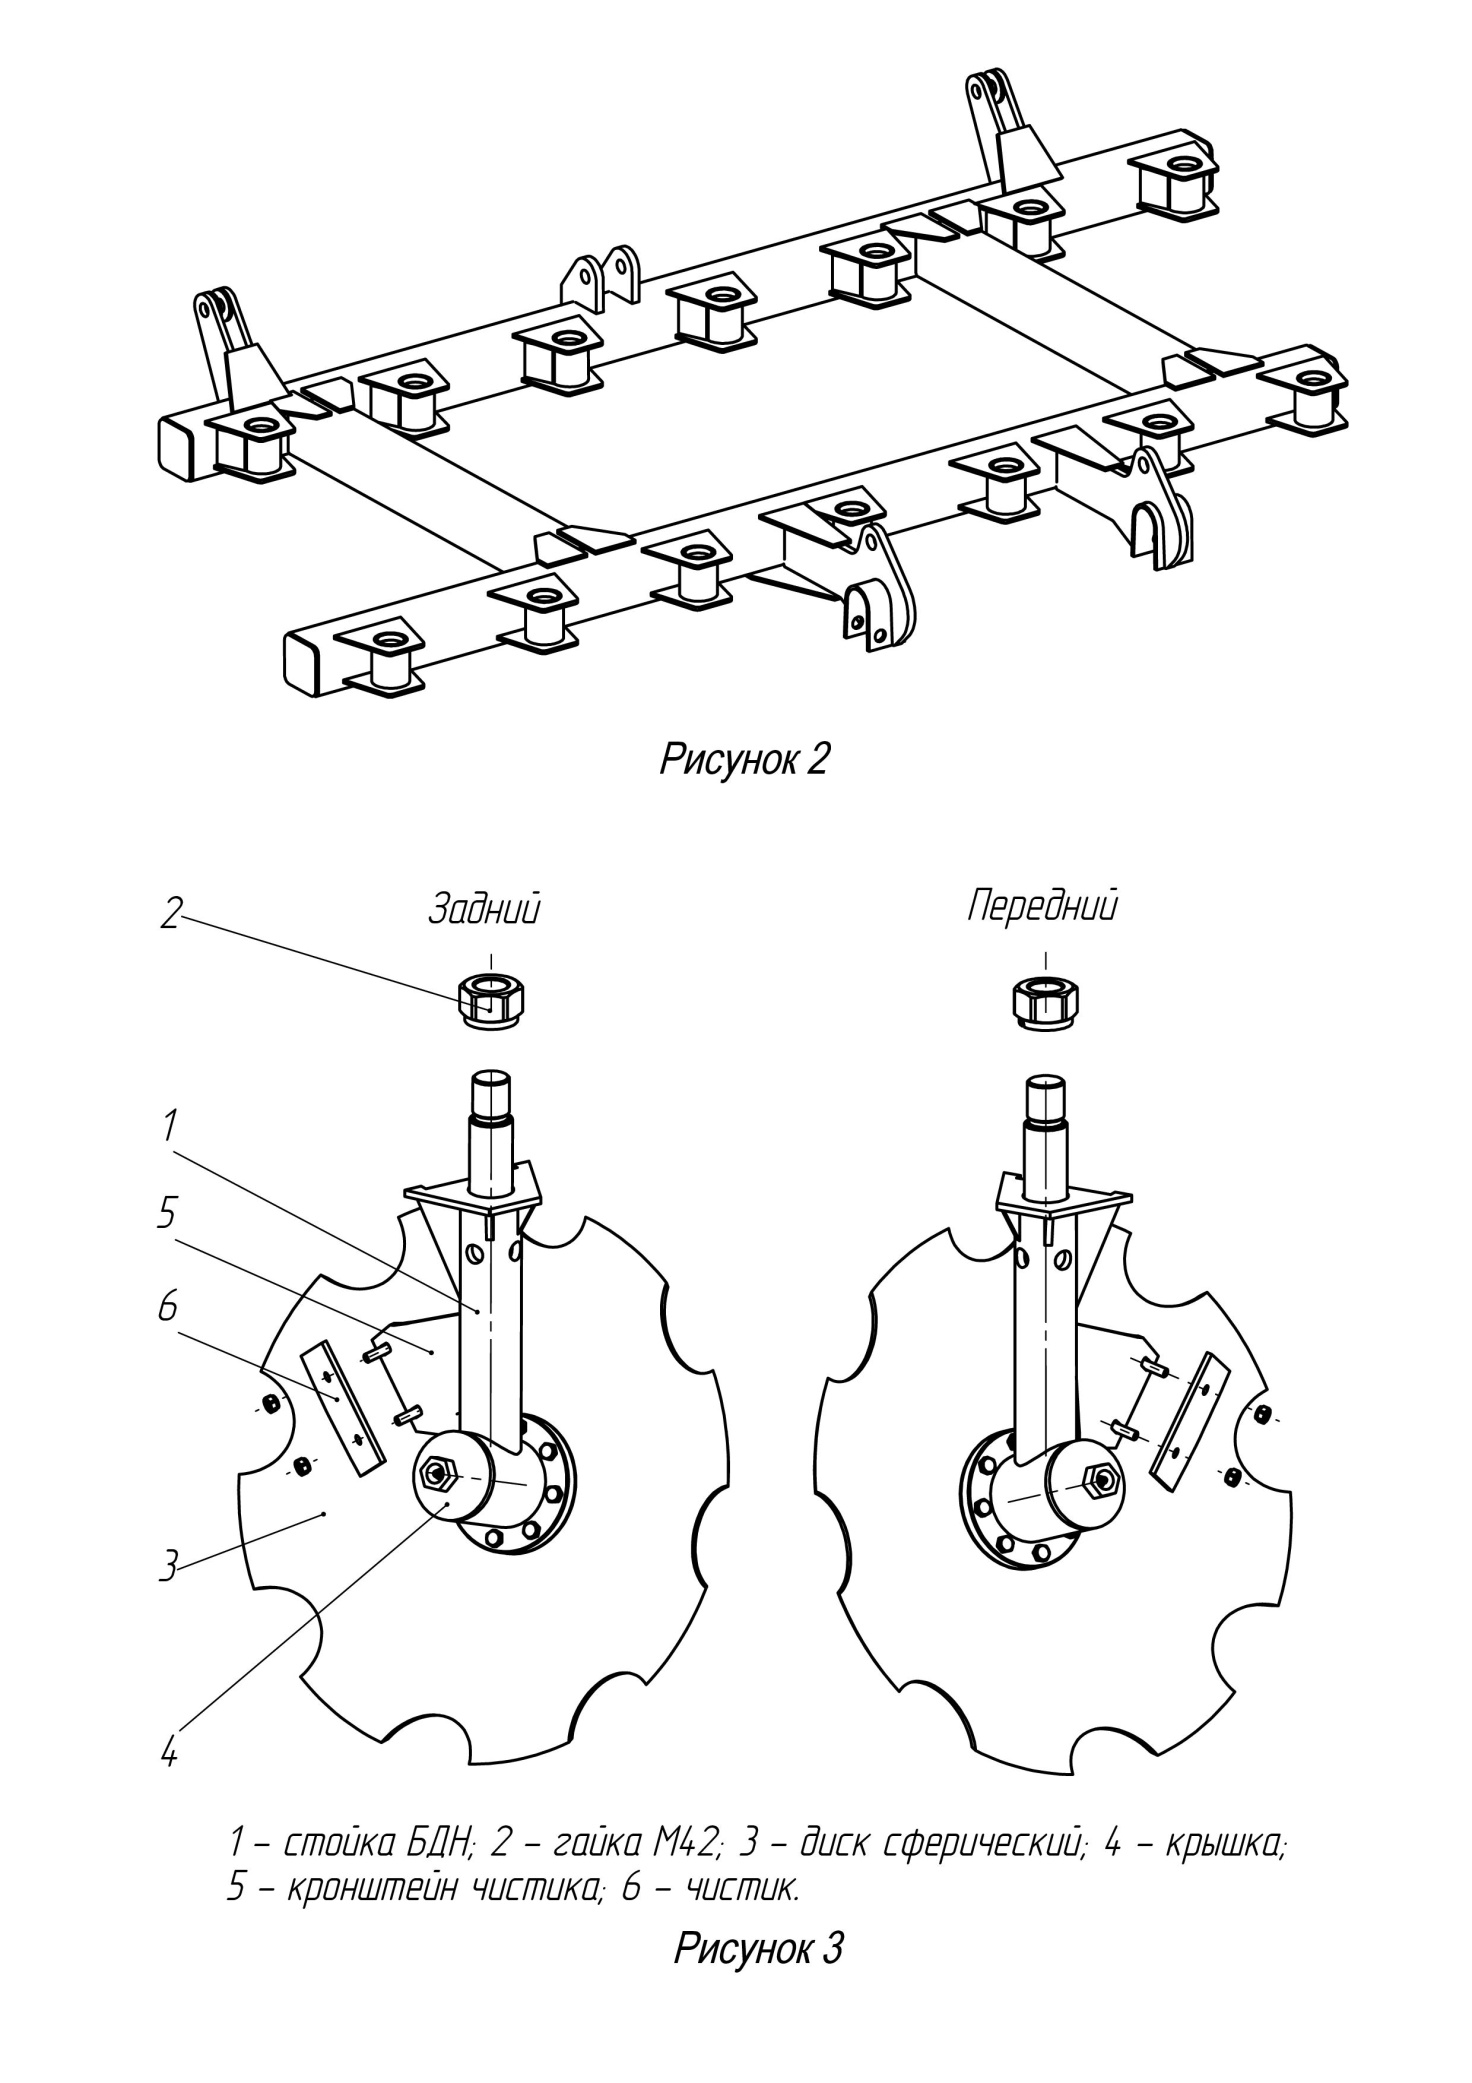 Рисунок 2
Задний
Передний
2
1
5
6
3
4
1 – стойка БДН; 2 – гайка М42; 3 – диск сферический; 4 – крышка;
5 – кронштейн чистика; 6 – чистик.
Рисунок 3